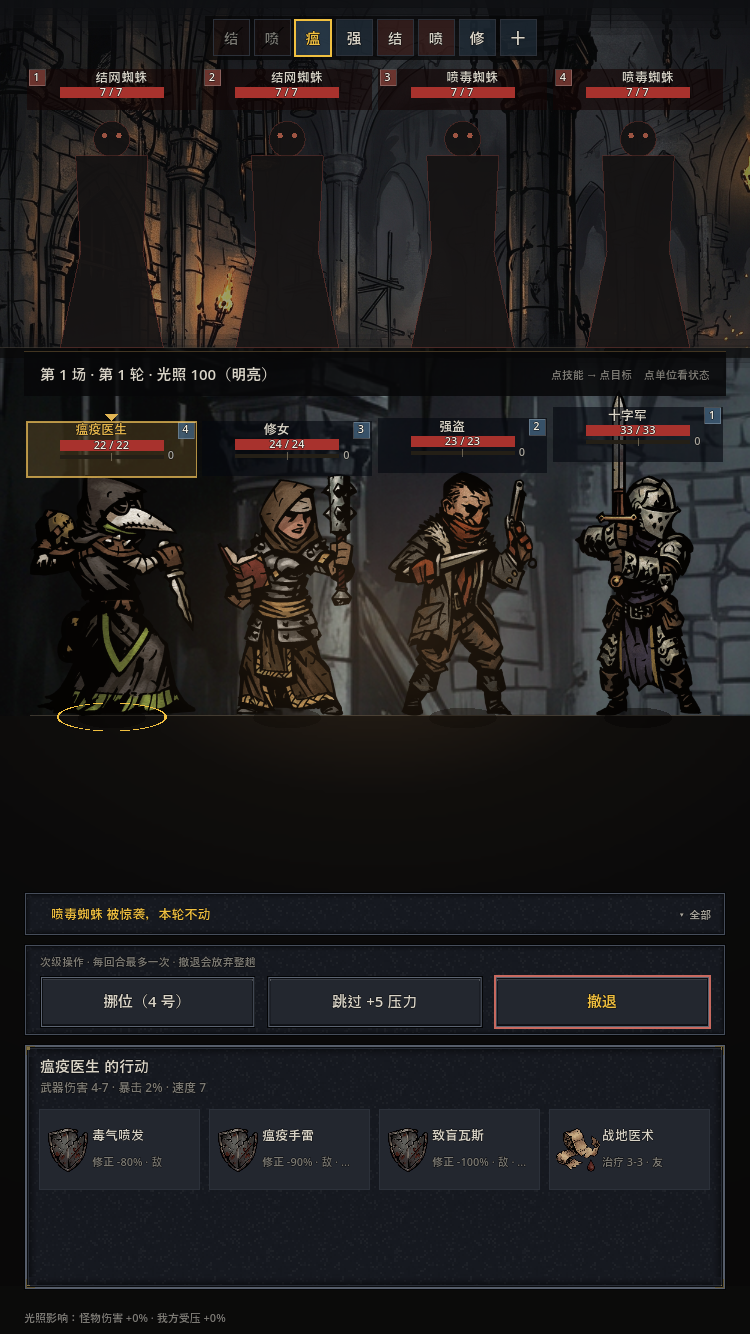 结 喷 瘟 强 结 喷 修 十
1 结网蜘蛛 2 结网蜘蛛 3 喷毒蜘蛛 4 喷毒蜘蛛
7 / 7 7 / 7 7 / 7 7 / 7
第 1 场 · 第 1 轮 · 光照 100（明亮） 点技能 → 点目标 点单位看状态
瘟疫医生 4 修女 3 强盗 2 十字军 1
22 / 22 24 / 24 23 / 23 33 / 33
0 0 0 0
喷毒蜘蛛 被惊袭，本轮不动 ▾ 全部
次级操作 · 每回合最多一次 · 撤退会放弃整趟
挪位（4 号） 跳过 +5 压力 撤退
瘟疫医生 的行动
武器伤害 4-7 · 暴击 2% · 速度 7
毒气喷发 瘟疫手雷 致盲瓦斯 战地医术
修正 -80% · 敌 修正 -90% · 敌 · ... 修正 -100% · 敌 · ... 治疗 3-3 · 友
光照影响：怪物伤害 +0% · 我方受压 +0%